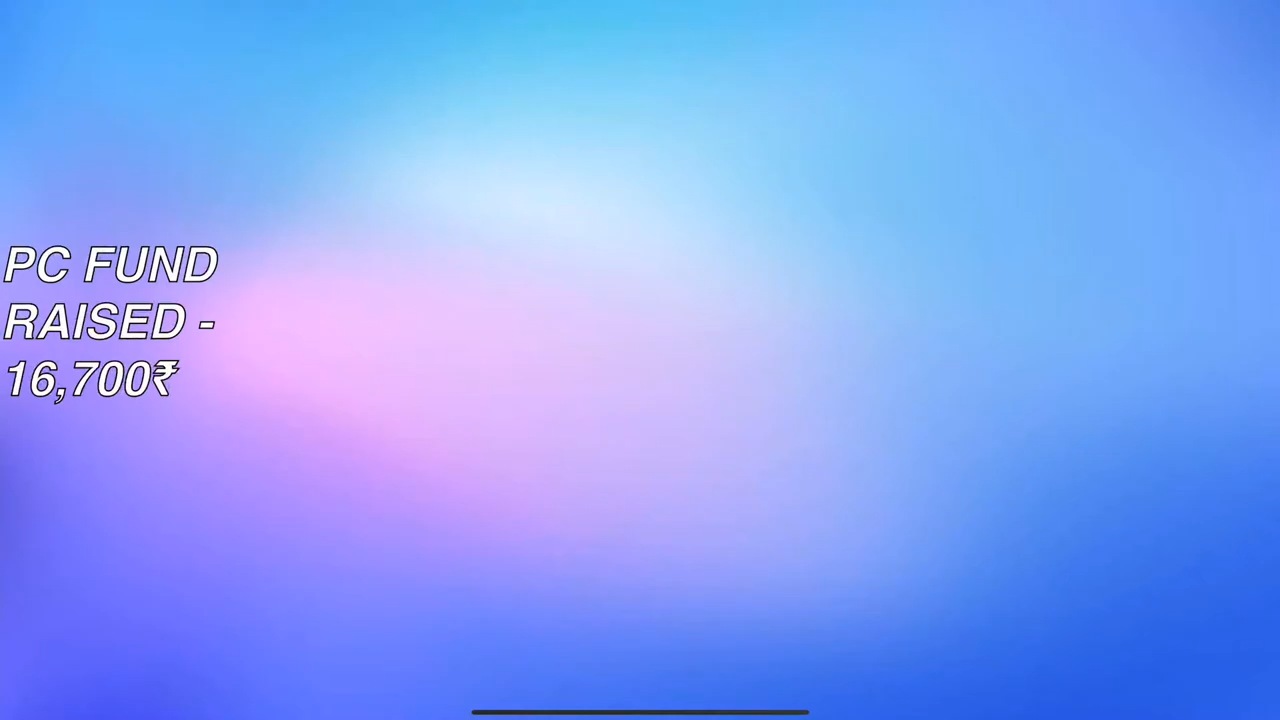 PC FUND
RAISED -
16,700₹